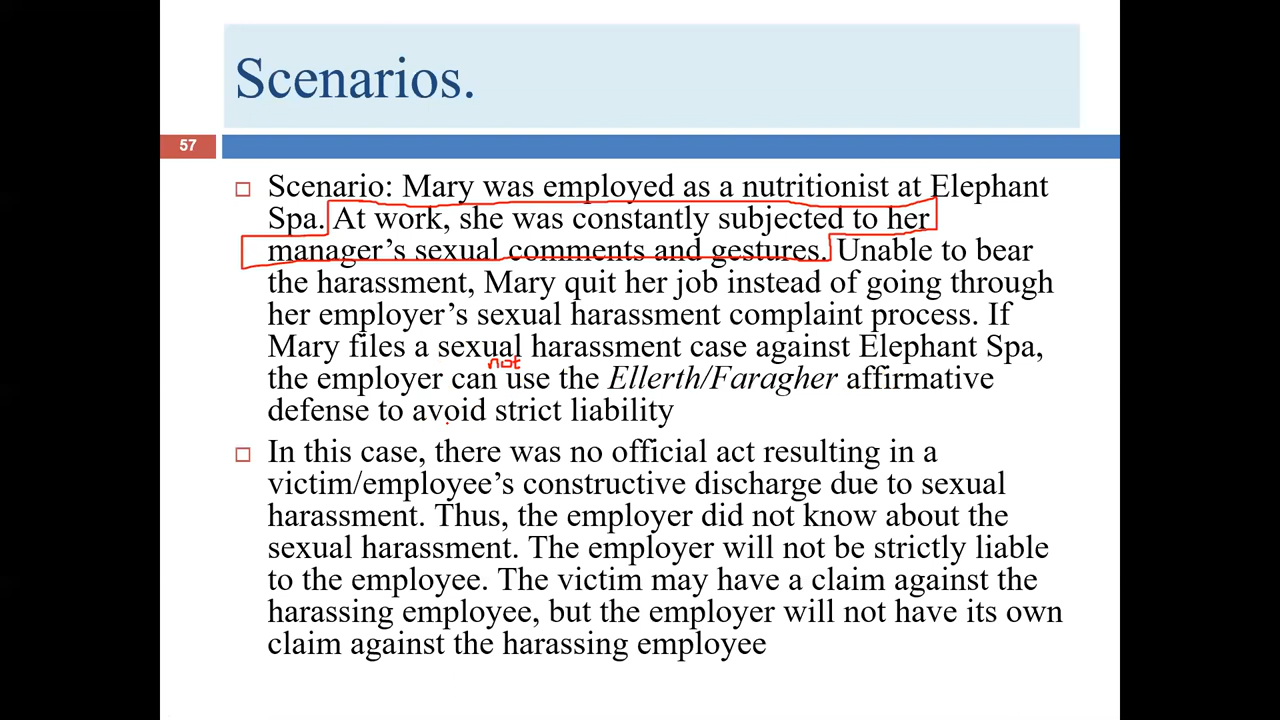 Scenarios.
57
Scenario: Mary was employed as a nutritionist at Elephant
Spa. At work, she was constantly subjected to her
manager’s sexual comments and gestures. Unable to bear
the harassment, Mary quit her job instead of going through
her employer’s sexual harassment complaint process. If
Mary files a sexual harassment case against Elephant Spa,
not
the employer can use the Ellerth/Faragher affirmative
defense to avoid strict liability
In this case, there was no official act resulting in a
victim/employee’s constructive discharge due to sexual
harassment. Thus, the employer did not know about the
sexual harassment. The employer will not be strictly liable
to the employee. The victim may have a claim against the
harassing employee, but the employer will not have its own
claim against the harassing employee